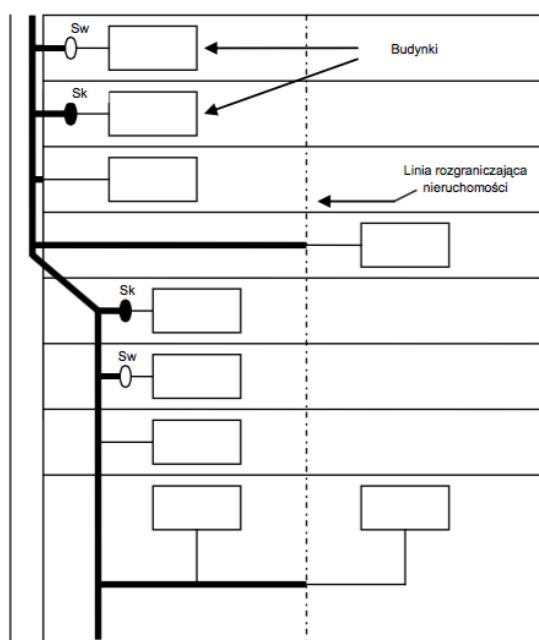 Sw
Budynki
Sk
Linia rozgraniczająca
nieruchomości
Sk
Sw